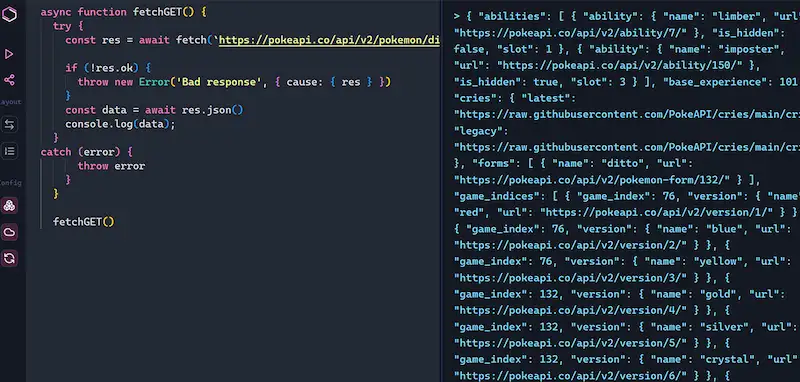 async function fetchGET() {
try {
const res = await fetch(`https://pokeapi.co/api/v2/pokemon/di
if (!res.ok) {
throw new Error('Bad response', { cause: { res } })
}
const data = await res.json()
console.log(data);
}
catch (error) {
throw error
}
}
fetchGET()
ayout
onfig
> { "abilities": [ { "ability": { "name": "limber", "url
"https://pokeapi.co/api/v2/ability/7/" }, "is_hidden":
false, "slot": 1 }, { "ability": { "name": "imposter",
"url": "https://pokeapi.co/api/v2/ability/150/" },
"is_hidden": true, "slot": 3 } ], "base_experience": 101
"cries": { "latest":
"https://raw.githubusercontent.com/PokeAPI/cries/main/cri
"legacy":
"https://raw.githubusercontent.com/PokeAPI/cries/main/cri
}, "forms": [ { "name": "ditto", "url":
"https://pokeapi.co/api/v2/pokemon-form/132/" } ],
"game_indices": [ { "game_index": 76, "version": { "name"
"red", "url": "https://pokeapi.co/api/v2/version/1/" } }
{ "game_index": 76, "version": { "name": "blue", "url":
"https://pokeapi.co/api/v2/version/2/" } }, {
"game_index": 76, "version": { "name": "yellow", "url":
"https://pokeapi.co/api/v2/version/3/" } }, {
"game_index": 132, "version": { "name": "gold", "url":
"https://pokeapi.co/api/v2/version/4/" } }, {
"game_index": 132, "version": { "name": "silver", "url":
"https://pokeapi.co/api/v2/version/5/" } }, {
"game_index": 132, "version": { "name": "crystal", "url":
"https://pokeapi.co/api/v2/version/6/" } }, {